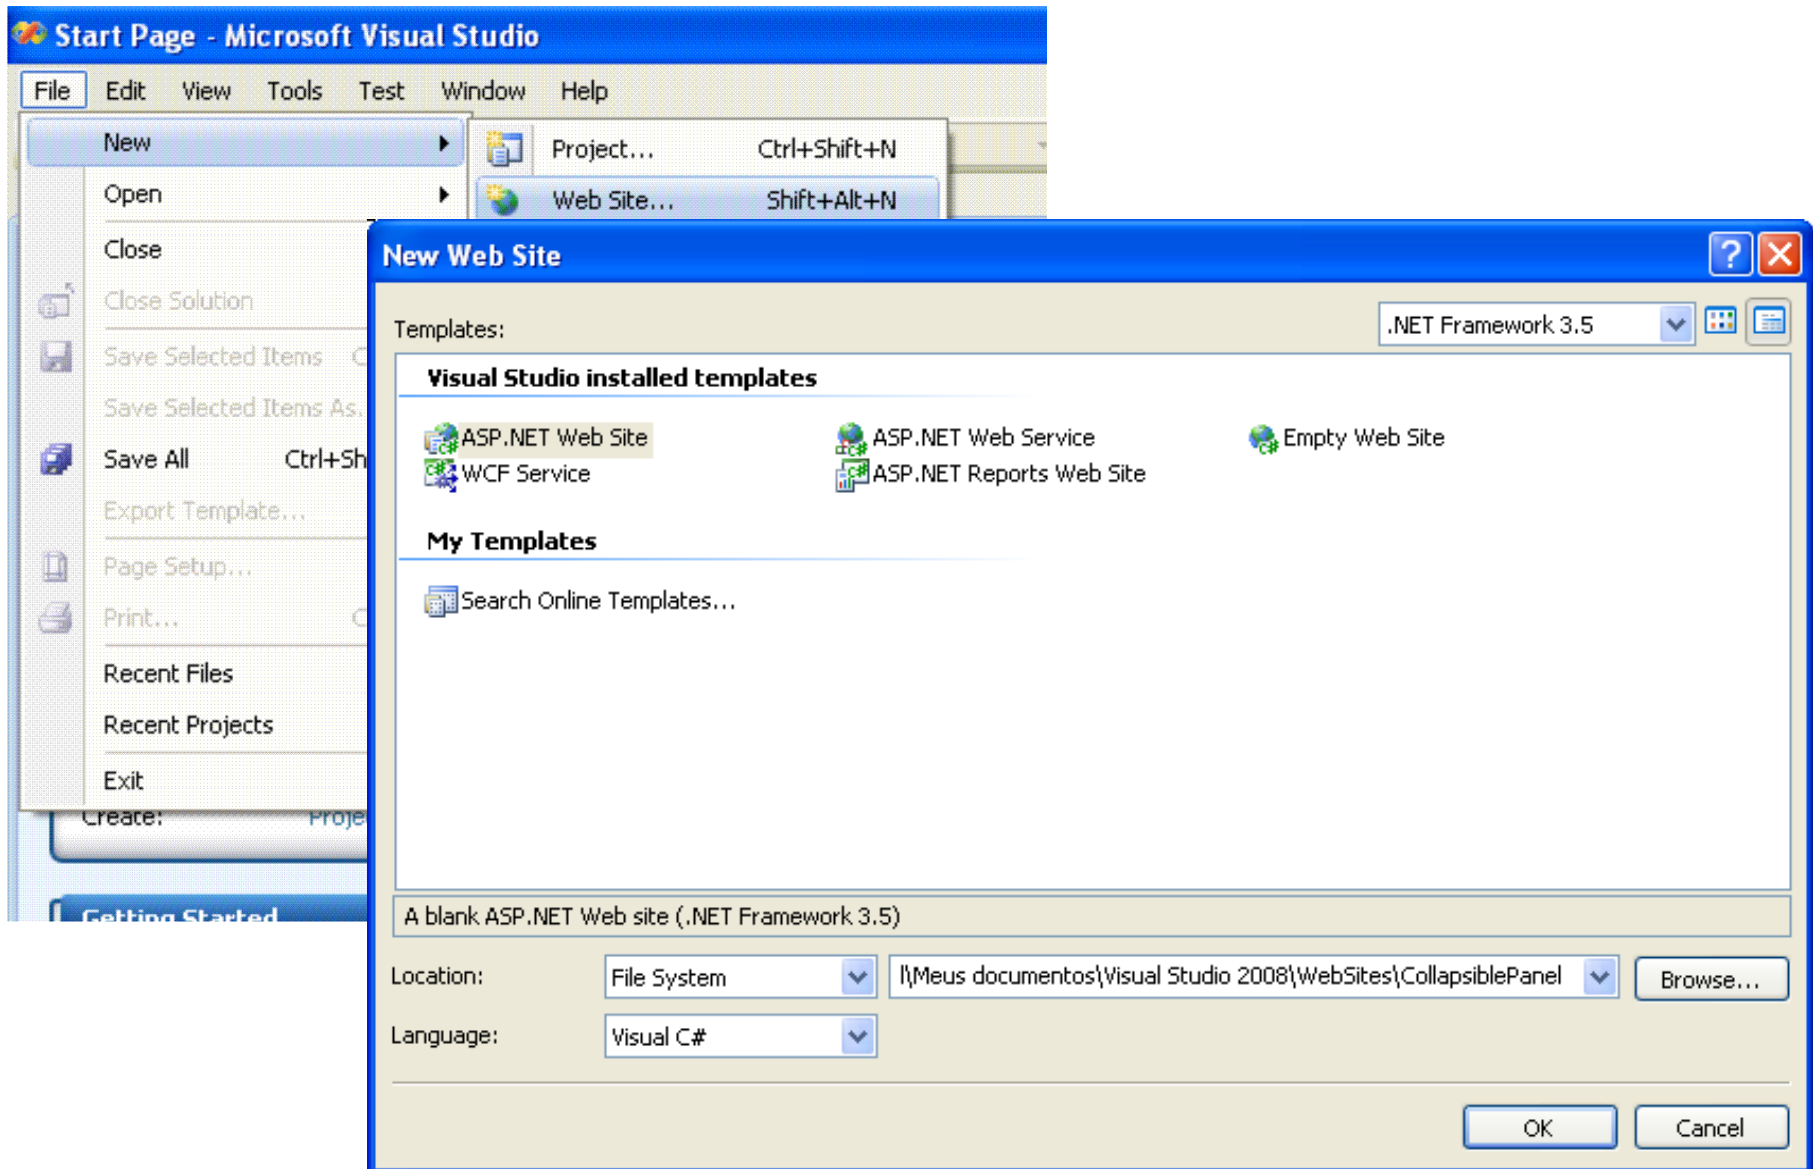 Start Page - Microsoft Visual Studio
File Edit View Tools Test Window Help
New
Project... Ctrl+Shift+N
Open
Web Site... Shift+Alt+N
Close
Close Solution
Save Selected Items
Save Selected Items As.
Save All Ctrl+Sh
Export Template...
Page Setup...
Print...
Recent Files
Recent Projects
Exit
Create: Proje
Getting Started
New Web Site
Templates: .NET Framework 3.5
Visual Studio installed templates
ASP.NET Web Site ASP.NET Web Service Empty Web Site
WCF Service ASP.NET Reports Web Site
My Templates
Search Online Templates...
A blank ASP.NET Web site (.NET Framework 3.5)
Location: File System l\Meus documentos\Visual Studio 2008\WebSites\CollapsiblePanel Browse...
Language: Visual C#
OK Cancel